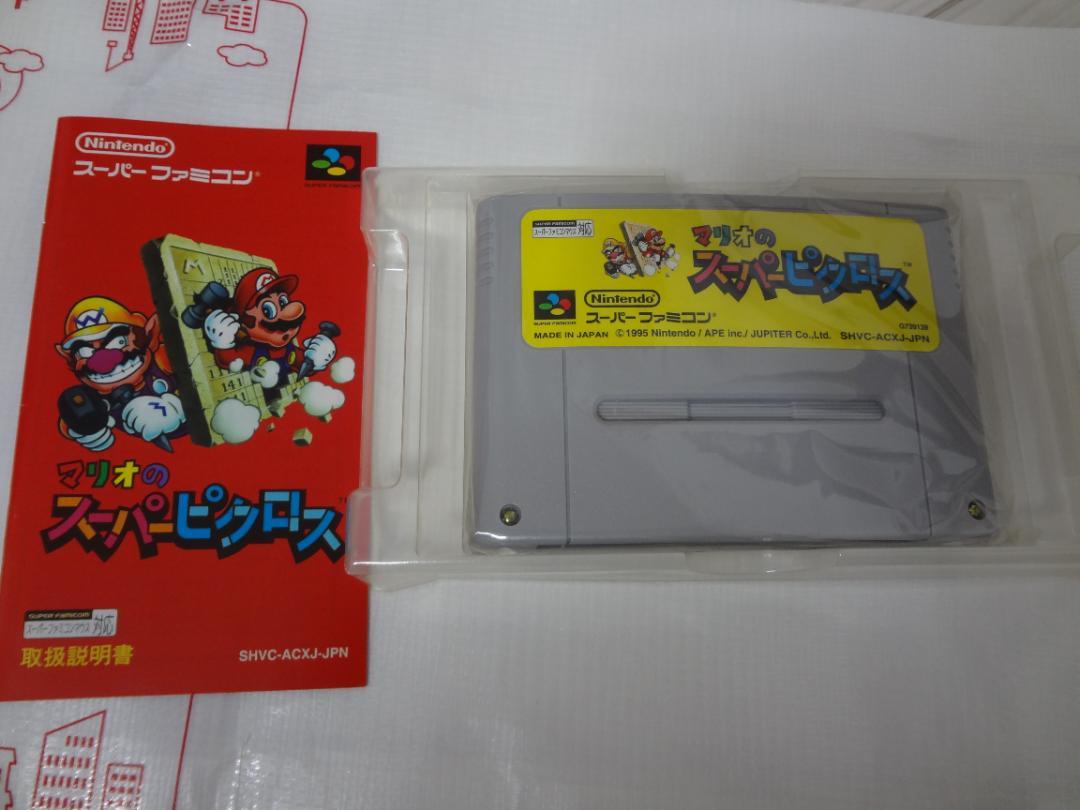 Nintendo
スーパーファミコン
SUPER FAMICOM
M
W
141
マリオの
スーパーピクロス
TM
SUPER FAMICOM
スーパーファミコンマウス 対応
取扱説明書
SHVC-ACXJ-JPN
SUPER FAMICOM
スーパーファミコンマウス 対応
マリオの
スーパーピクロス
TM
SUPER FAMICOM
Nintendo
スーパーファミコン
MADE IN JAPAN © 1995 Nintendo / APE inc./ JUPITER Co.,Ltd. SHVC-ACXJ-JPN